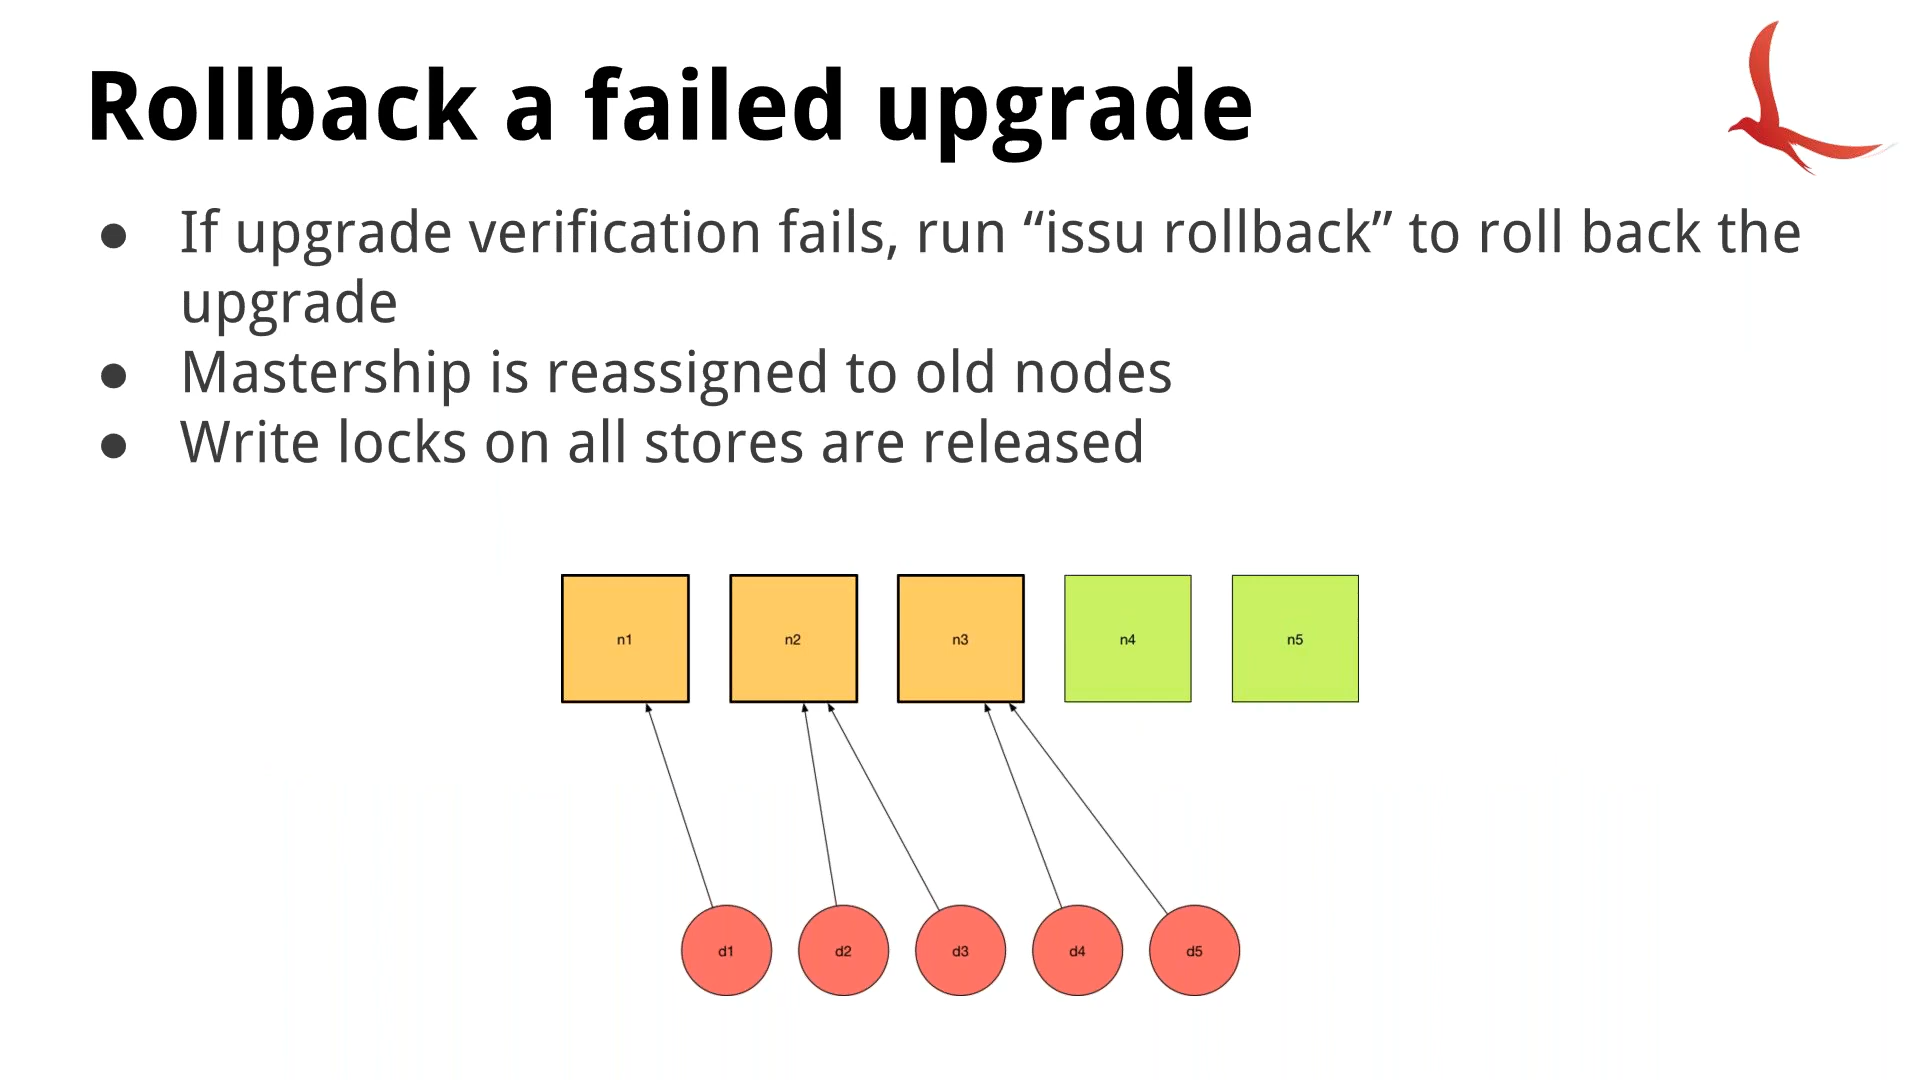 Rollback a failed upgrade
● If upgrade verification fails, run “issu rollback” to roll back the
upgrade
● Mastership is reassigned to old nodes
● Write locks on all stores are released
n1 n2 n3 n4 n5
d1 d2 d3 d4 d5